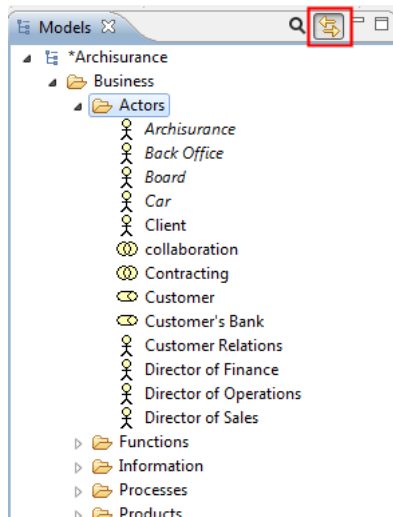 Models
*Archisurance
Business
Actors
Archisurance
Back Office
Board
Car
Client
collaboration
Contracting
Customer
Customer's Bank
Customer Relations
Director of Finance
Director of Operations
Director of Sales
Functions
Information
Processes
Products